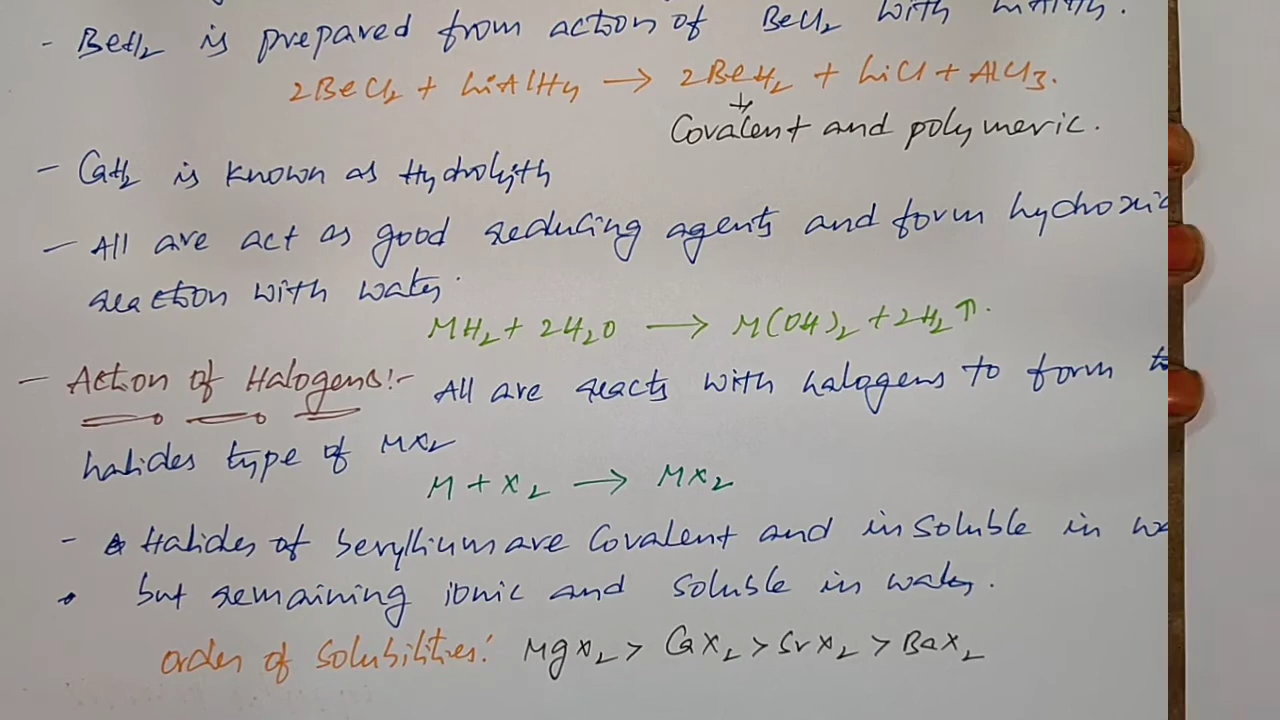 - BeH2 is prepared from action of BeCl2 with LiAlH4.
2BeCl2 + LiAlH4 → 2BeH2 + LiCl + AlCl3.
Covalent and polymeric.
- CaH2 is known as Hydrolyth
- All are act as good reducing agents and form hydroxi
reaction with water.
MH2 + 2H2O → M(OH)2 + 2H2↑.
- Action of Halogens:- All are reacts with halogens to form
halides type of MX2
M + X2 → MX2
- Halides of beryllium are Covalent and insoluble in wa
but remaining ionic and soluble in water.
order of solubilities: MgX2 > CaX2 > SrX2 > BaX2